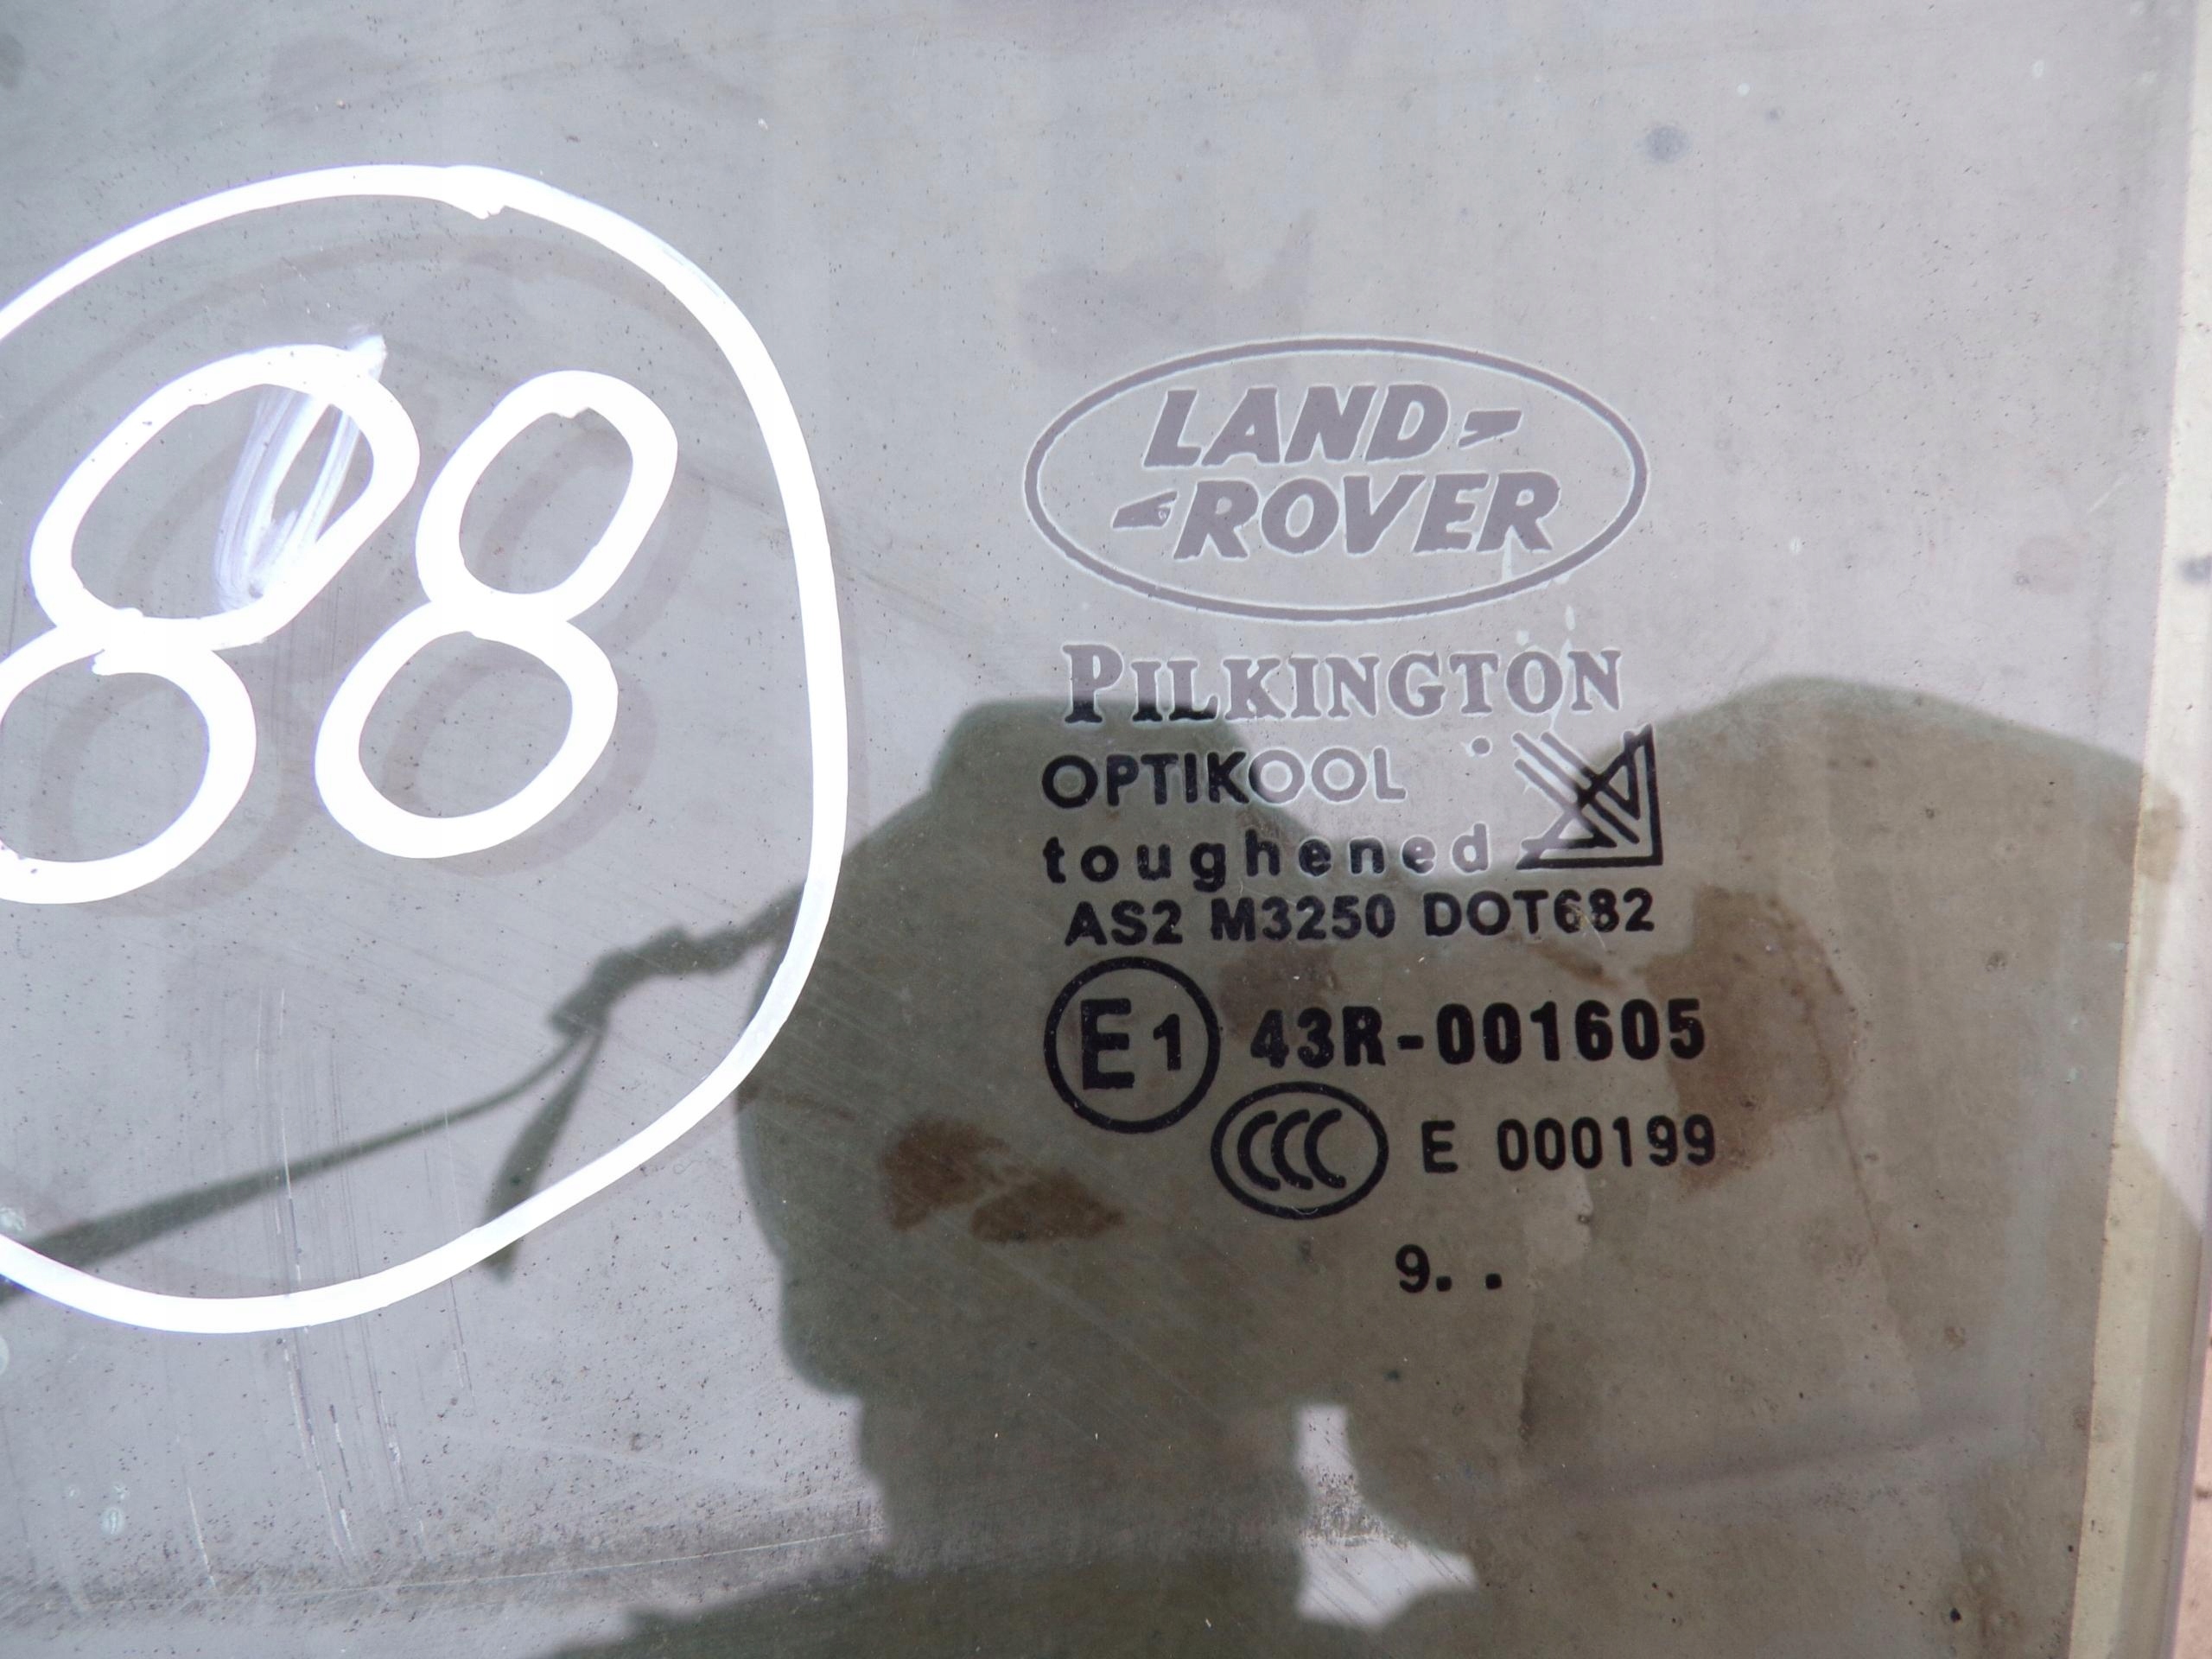 88
LAND-
-ROVER
PILKINGTON
OPTIKOOL
toughened
AS2 M3250 DOT682
E1 43R-001605
CCC E 000199
9. .